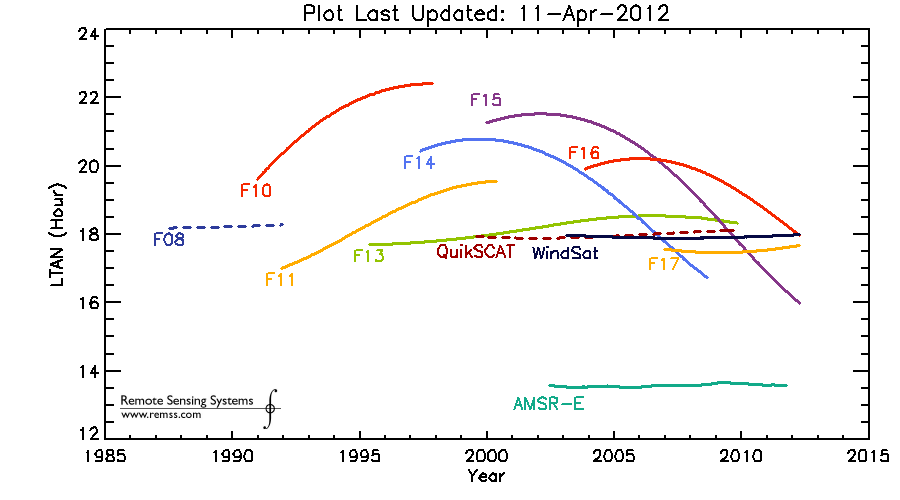 Plot Last Updated: 11-Apr-2012
24
22
20
18
16
14
12
LTAN (Hour)
F15
F16
F14
F10
F08
F13
QuikSCAT
WindSat
F17
F11
AMSR-E
Remote Sensing Systems
www.remss.com
1985 1990 1995 2000 2005 2010 2015
Year